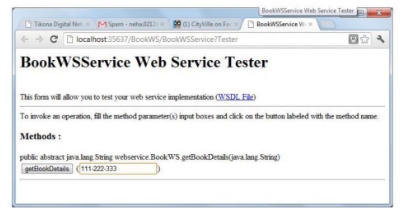 BookWSService Web Service Tester
Tikona Digital Net
Spam - neha0212
(1) CityVille on Fac
BookWSService We
localhost:35637/BookWS/BookWSService?Tester
BookWSService Web Service Tester
This form will allow you to test your web service implementation (WSDL File)
To invoke an operation, fill the method parameter(s) input boxes and click on the button labeled with the method name.
Methods :
public abstract java.lang.String webservice.BookWS.getBookDetails(java.lang.String)
getBookDetails (111-222-333)